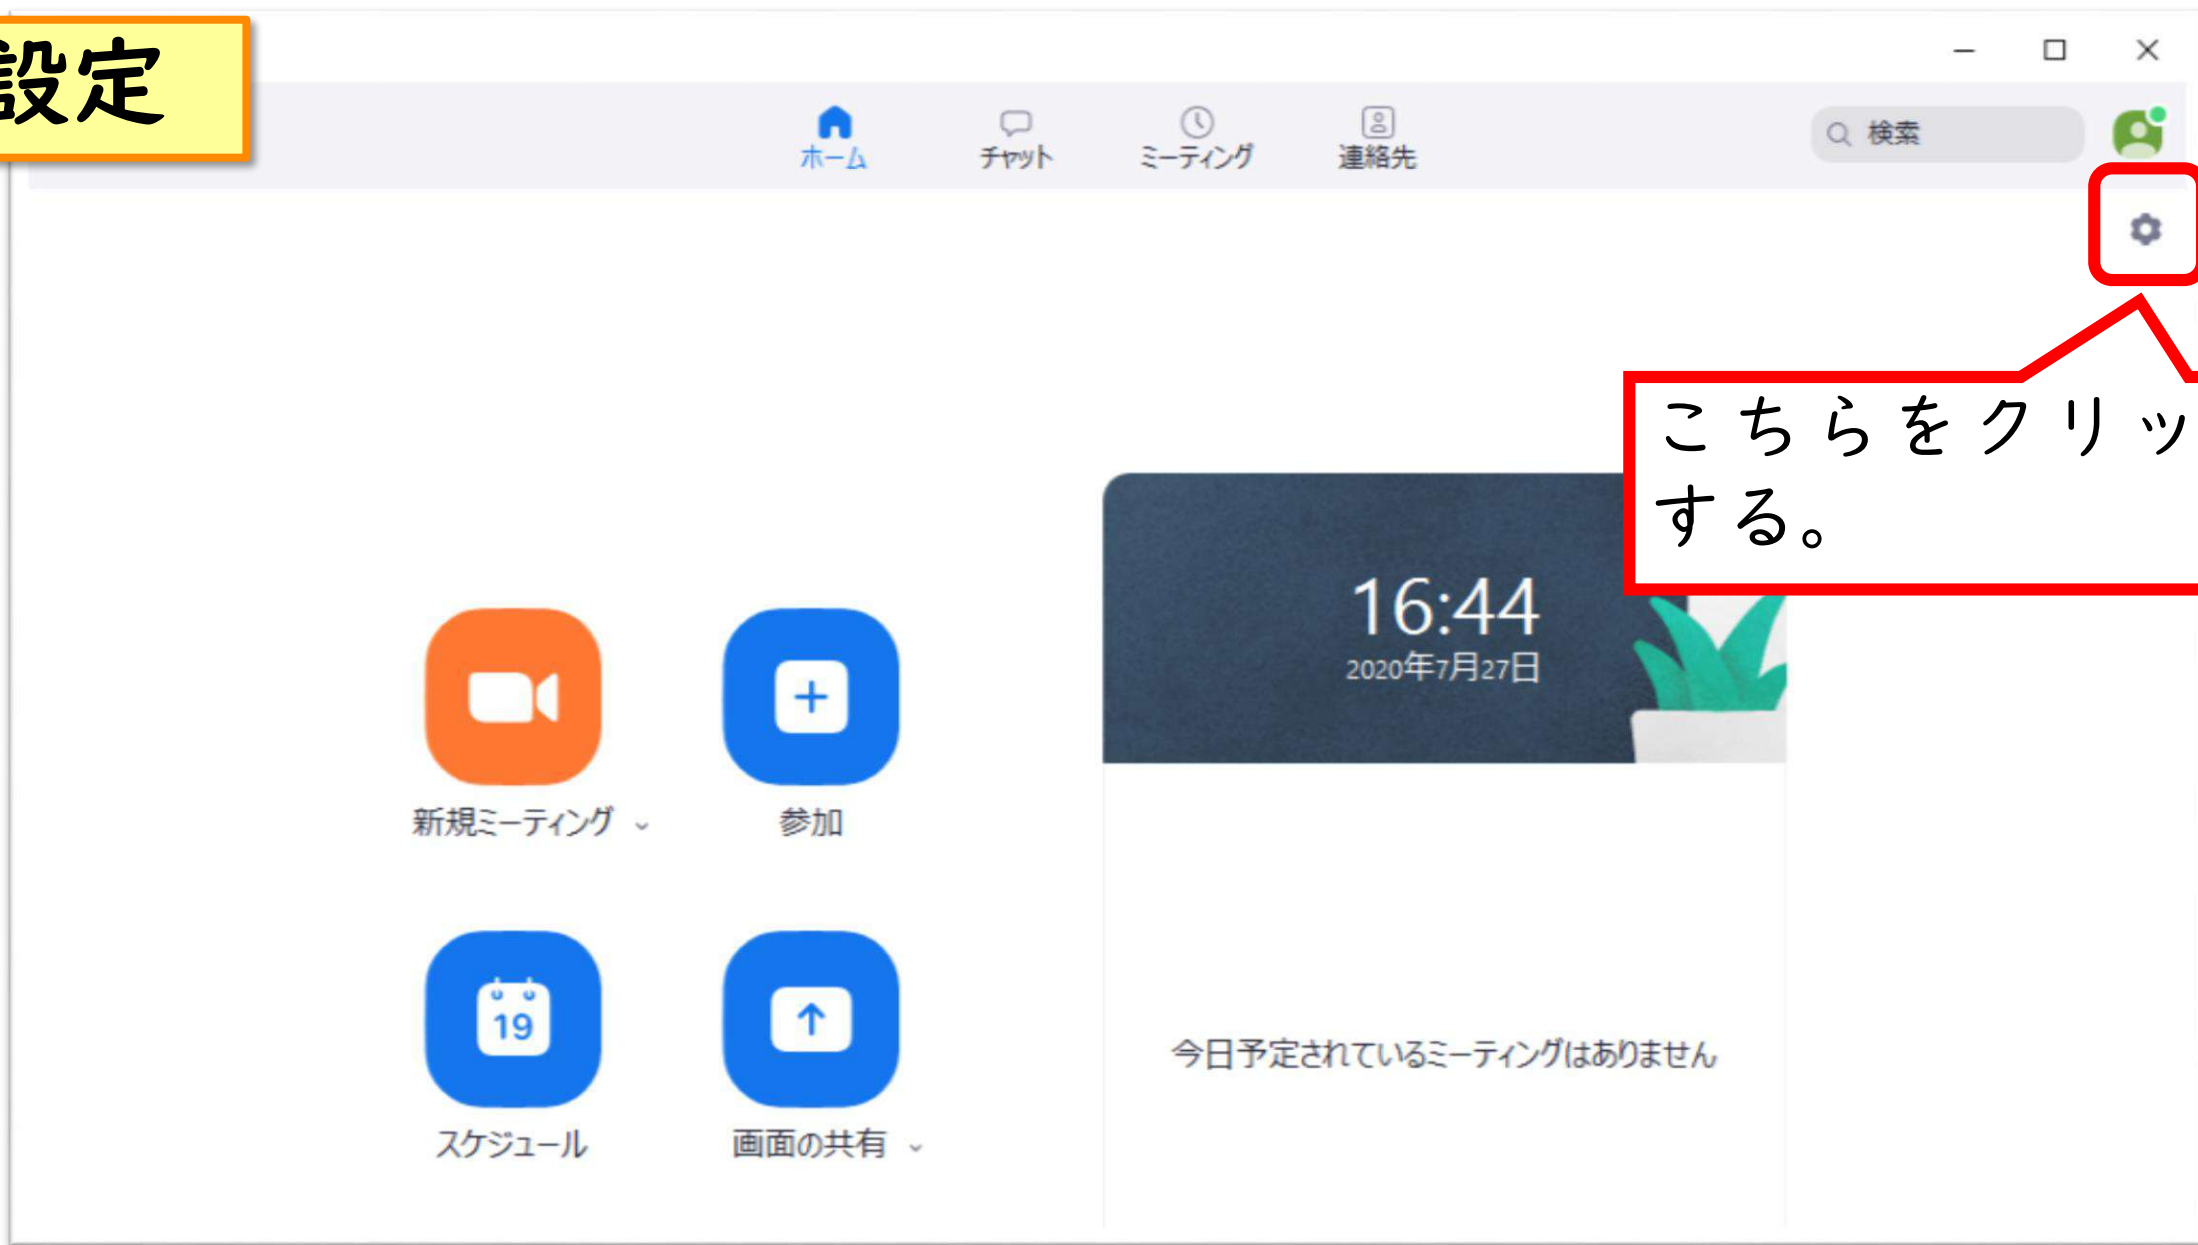 設定
ホーム
チャット
ミーティング
連絡先
検索
こちらをクリッ
する。
16:44
2020年7月27日
新規ミーティング
参加
19
スケジュール
画面の共有
今日予定されているミーティングはありません